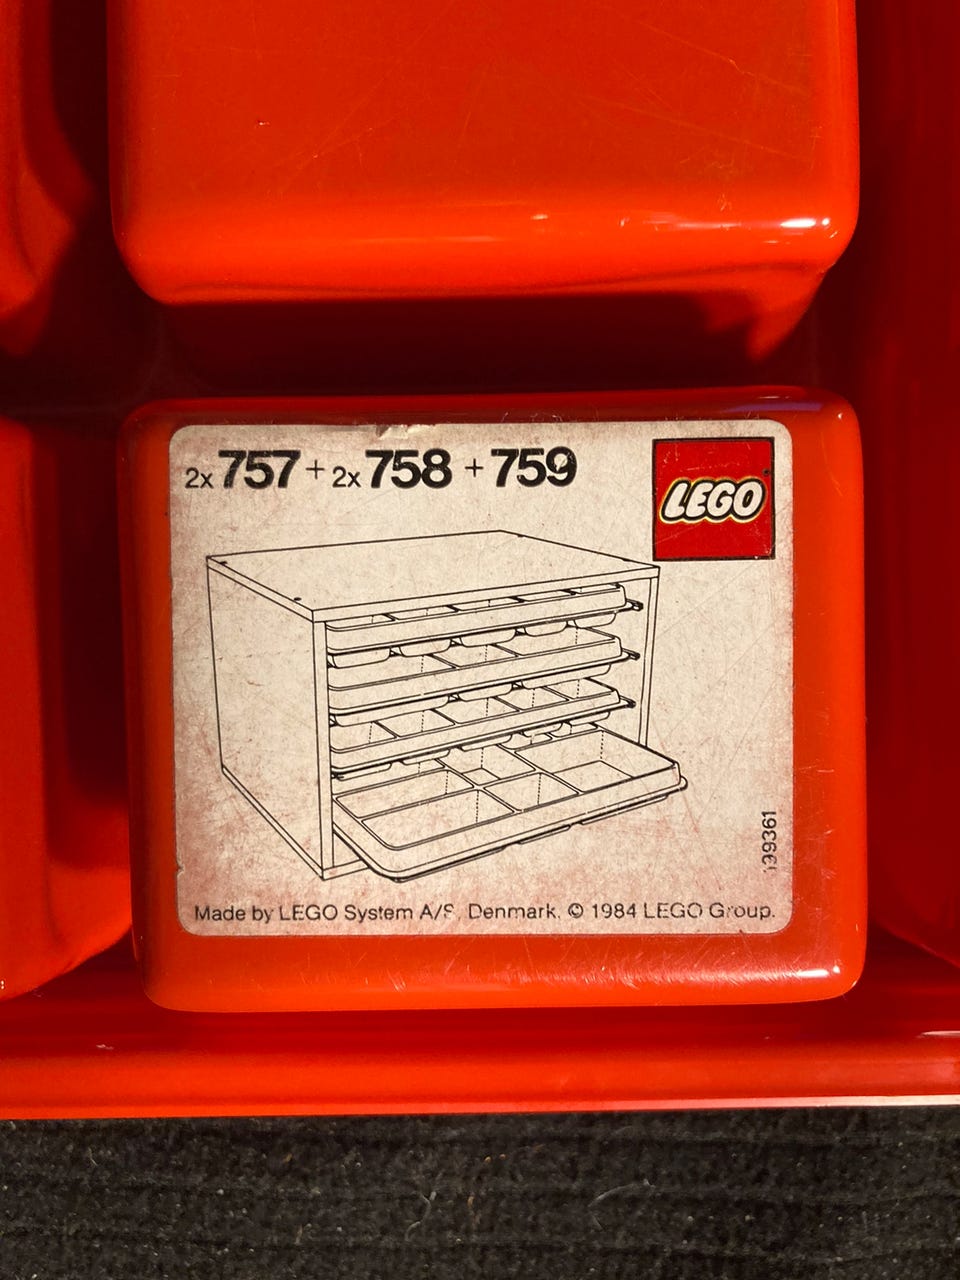 2x 757 + 2x 758 + 759
LEGO
139361
Made by LEGO System A/S, Denmark. © 1984 LEGO Group.